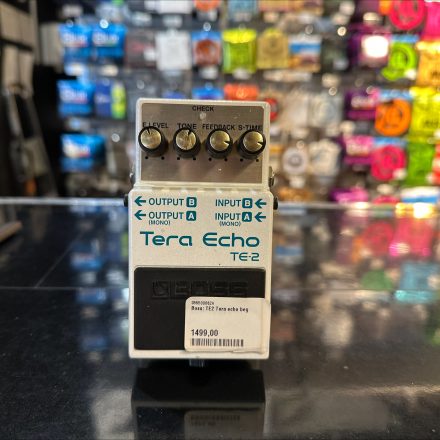 CHECK
E.LEVEL TONE FEEDBACK S-TIME
← OUTPUT B INPUT B ←
← OUTPUT A INPUT A ←
(MONO) (MONO)
Tera Echo
TE-2
BOSS
Boss: TE2 Tera echo beg
1499,00